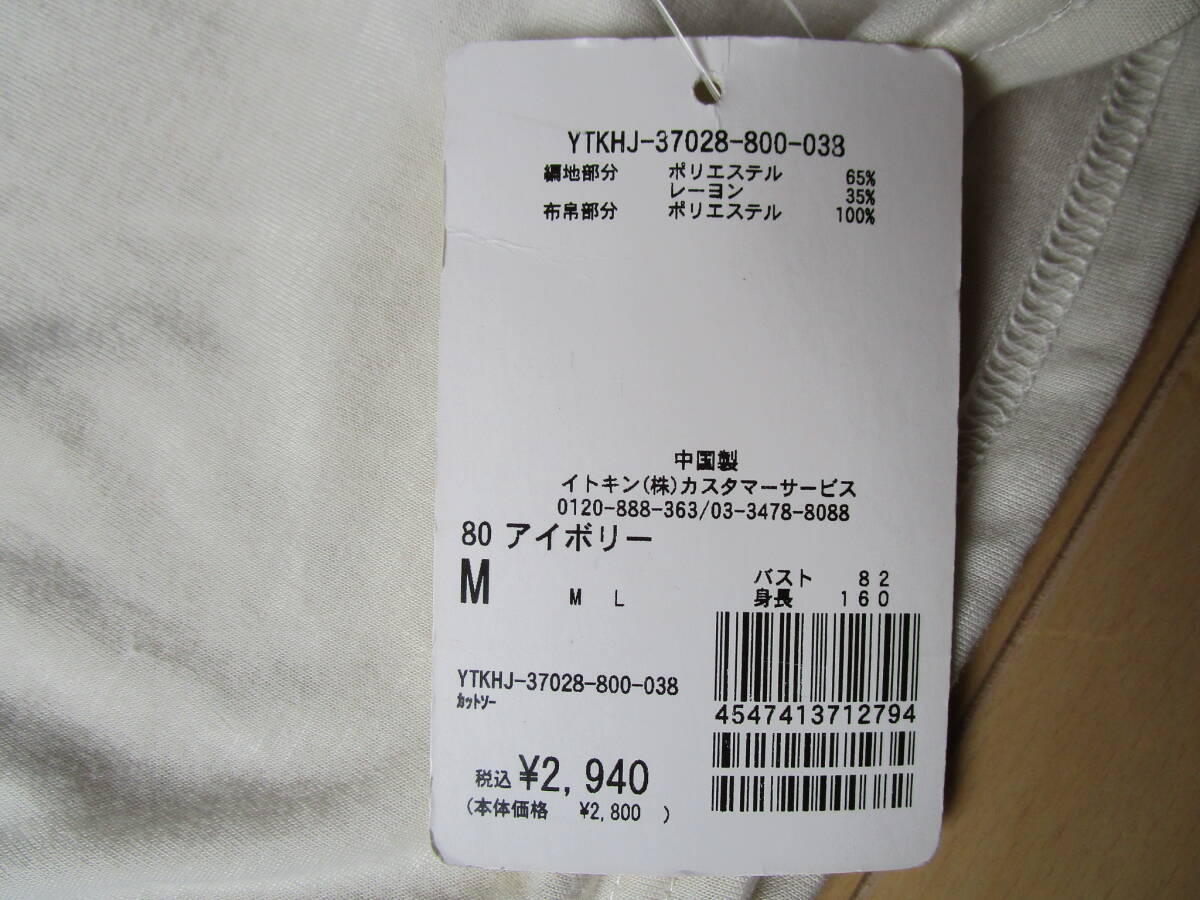 YTKHJ-37028-800-038
編地部分 ポリエステル 65%
レーヨン 35%
布帛部分 ポリエステル 100%
中国製
イトキン(株)カスタマーサービス
0120-888-363/03-3478-8088
80 アイボリー
M M L
バスト 82
身長 160
YTKHJ-37028-800-038
ｶｯﾄｿｰ
4547413712794
税込 ¥2,940
(本体価格 ¥2,800 )